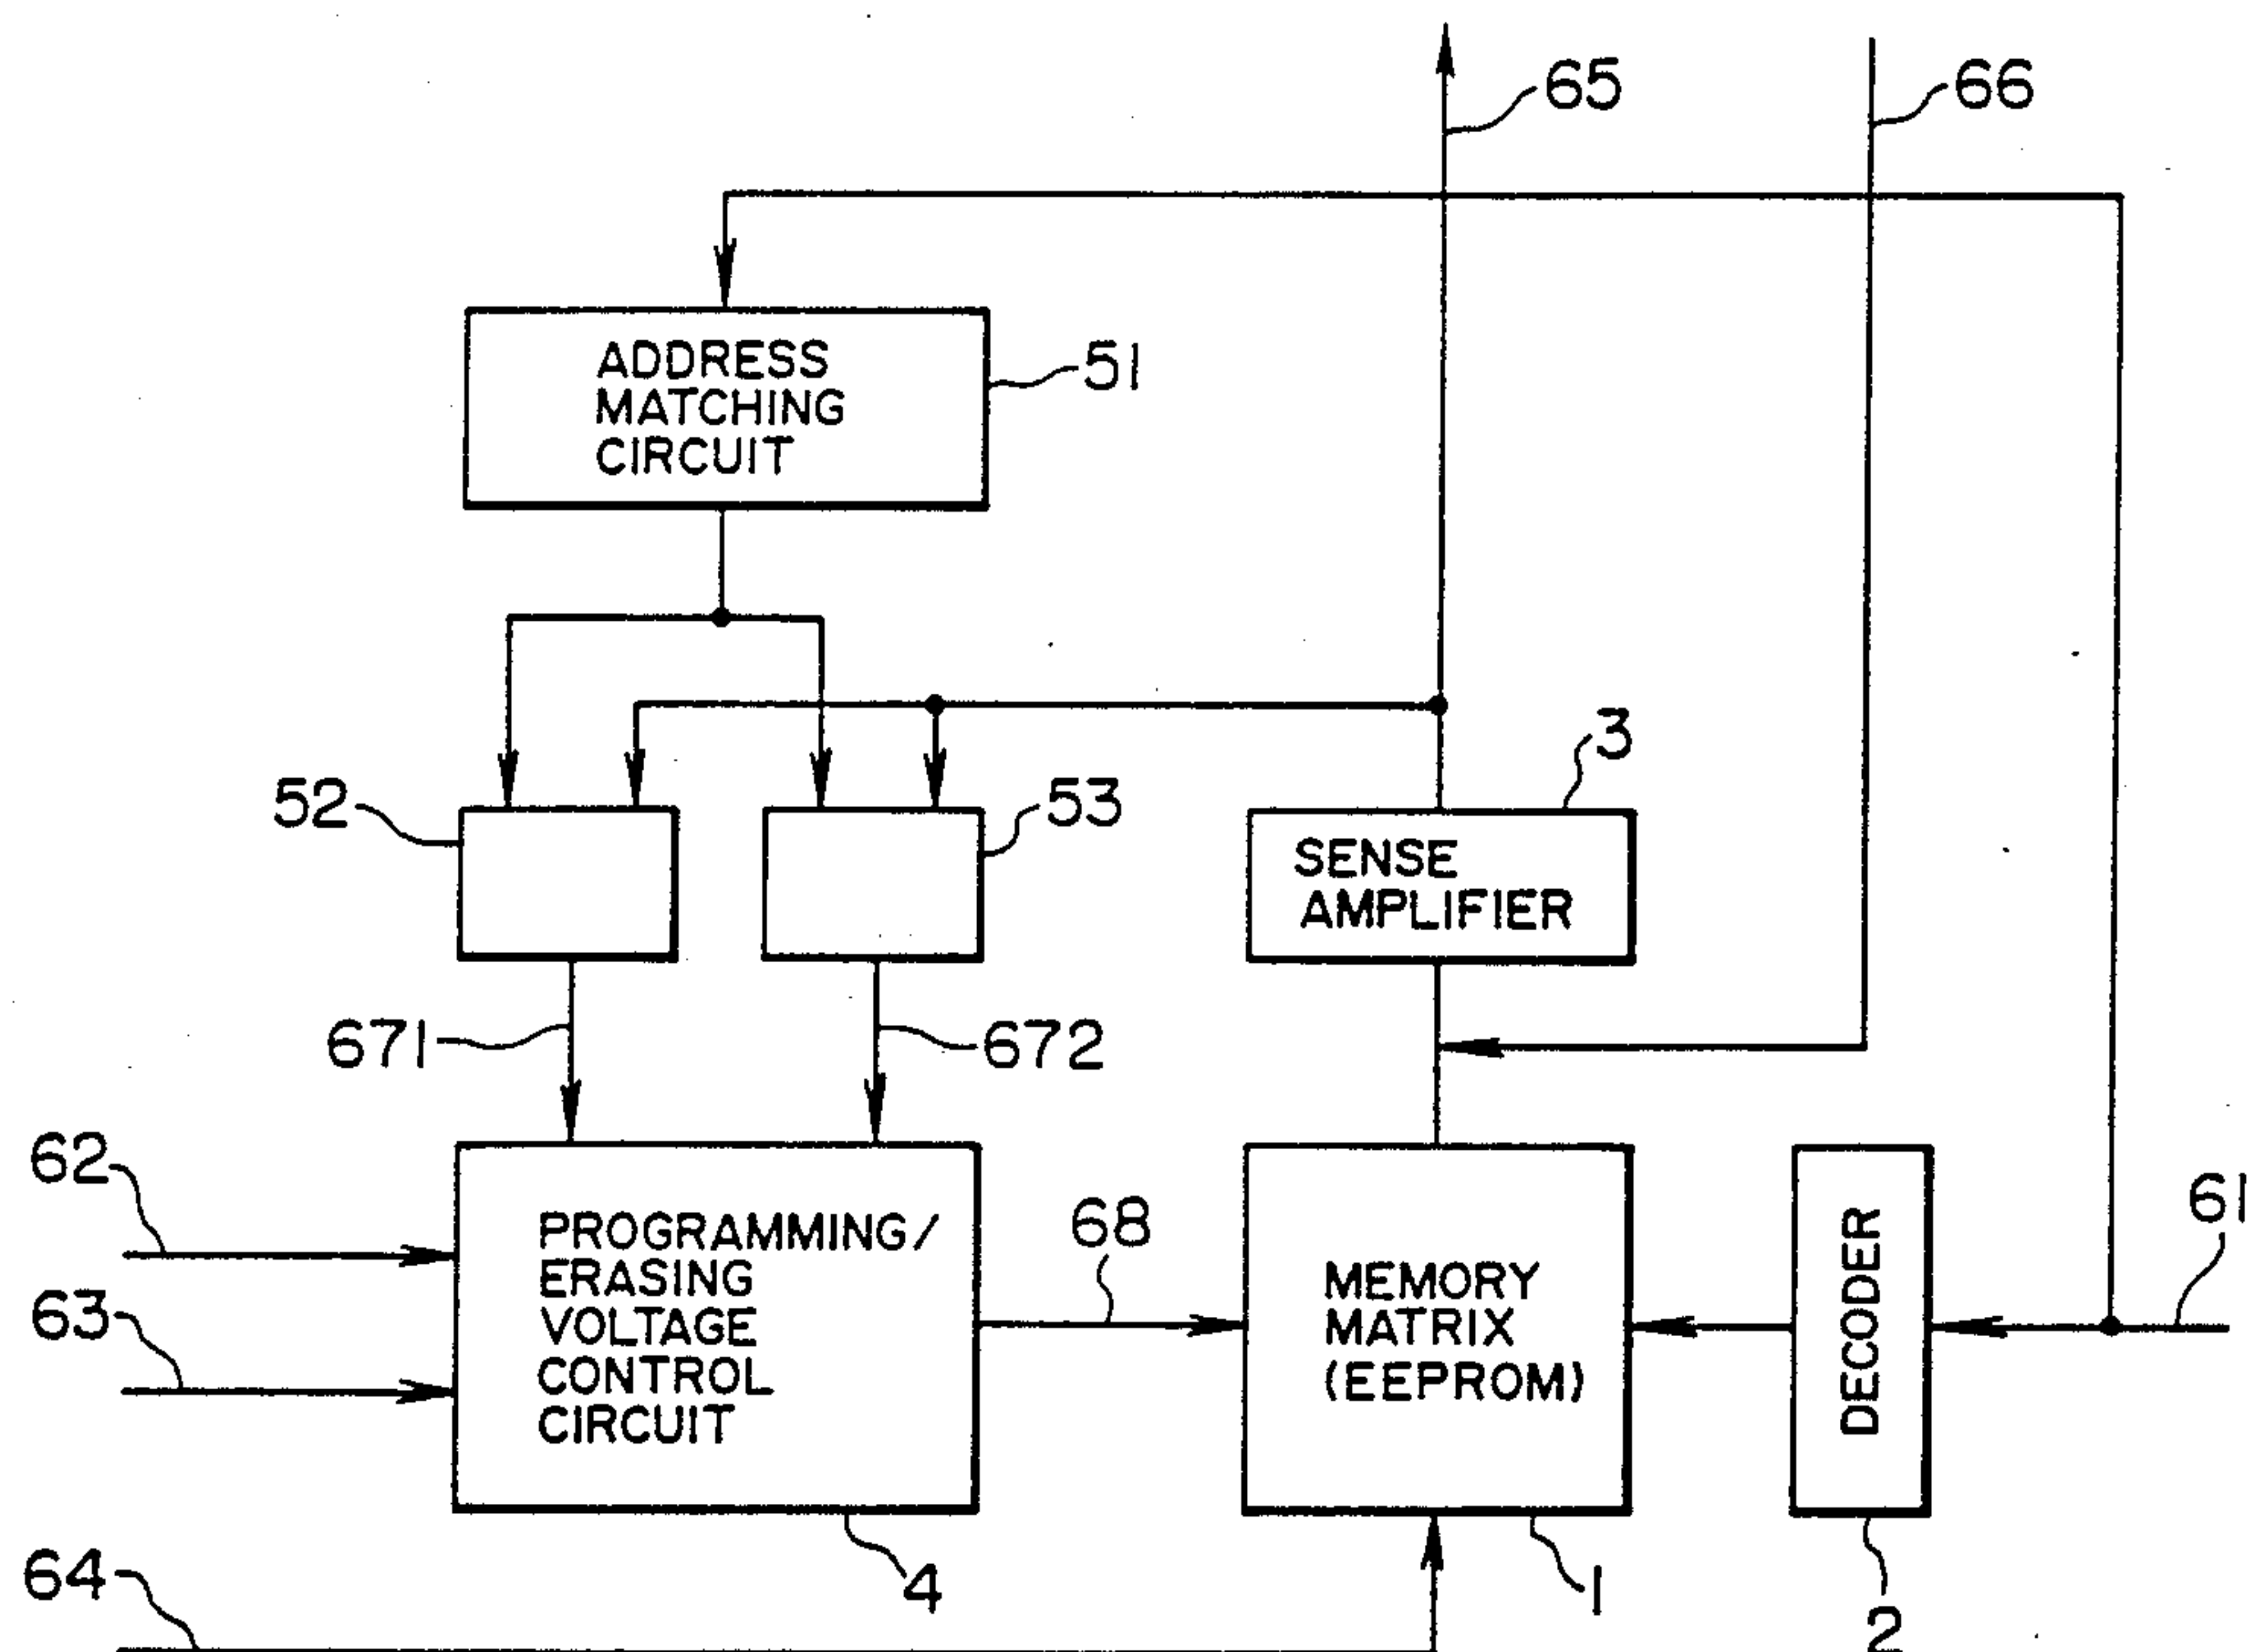 65
66
ADDRESS
MATCHING
CIRCUIT
51
52
53
3
SENSE
AMPLIFIER
671
672
62
63
PROGRAMMING/
ERASING
VOLTAGE
CONTROL
CIRCUIT
68
MEMORY
MATRIX
(EEPROM)
DECODER
61
64
4
1
2